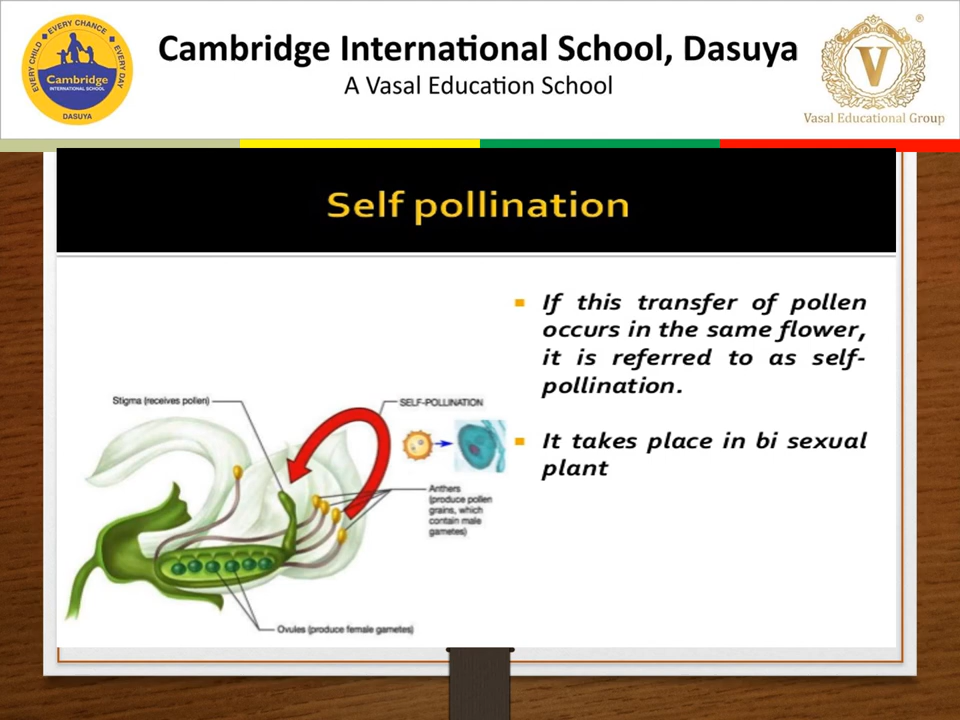 EVERY CHILD ◆ EVERY CHANCE ◆ EVERY DAY
Cambridge
INTERNATIONAL SCHOOL
DASUYA
Cambridge International School, Dasuya
A Vasal Education School
®
V
Vasal Educational Group
Self pollination
If this transfer of pollen
occurs in the same flower,
it is referred to as self-
pollination.
It takes place in bi sexual
plant
Stigma (receives pollen)
SELF-POLLINATION
Anthers
(produce pollen
grains, which
contain male
gametes)
Ovules (produce female gametes)